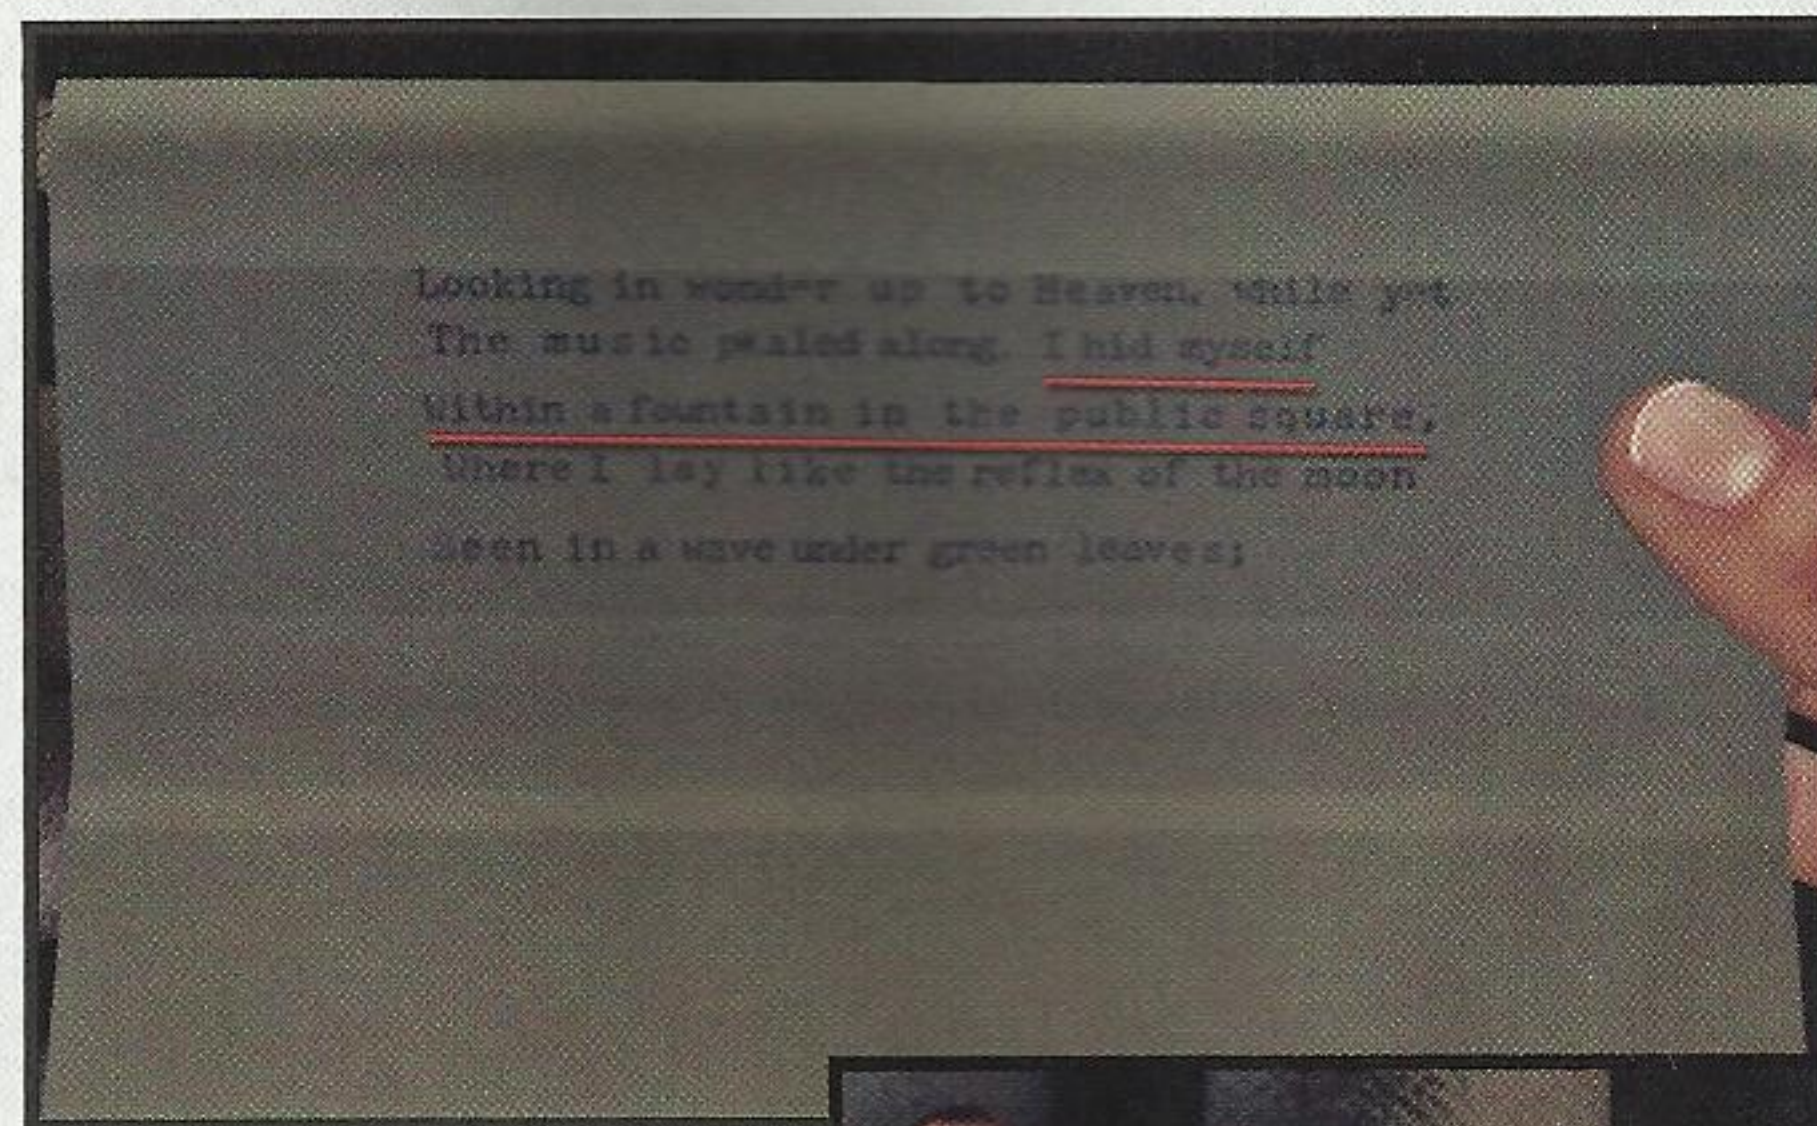 Looking in wonder up to Heaven, while yet
The music pealed along. I hid myself
Within a fountain in the public square,
Where I lay like the reflex of the moon
Seen in a wave under green leaves;